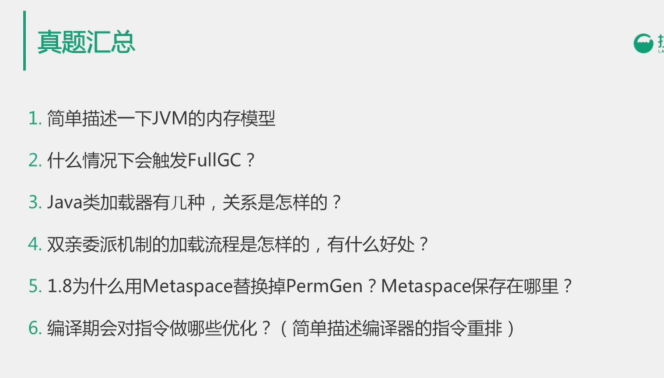 真题汇总
1. 简单描述一下JVM的内存模型
2. 什么情况下会触发FullGC？
3. Java类加载器有几种，关系是怎样的？
4. 双亲委派机制的加载流程是怎样的，有什么好处？
5. 1.8为什么用Metaspace替换掉PermGen？Metaspace保存在哪里？
6. 编译期会对指令做哪些优化？（简单描述编译器的指令重排）